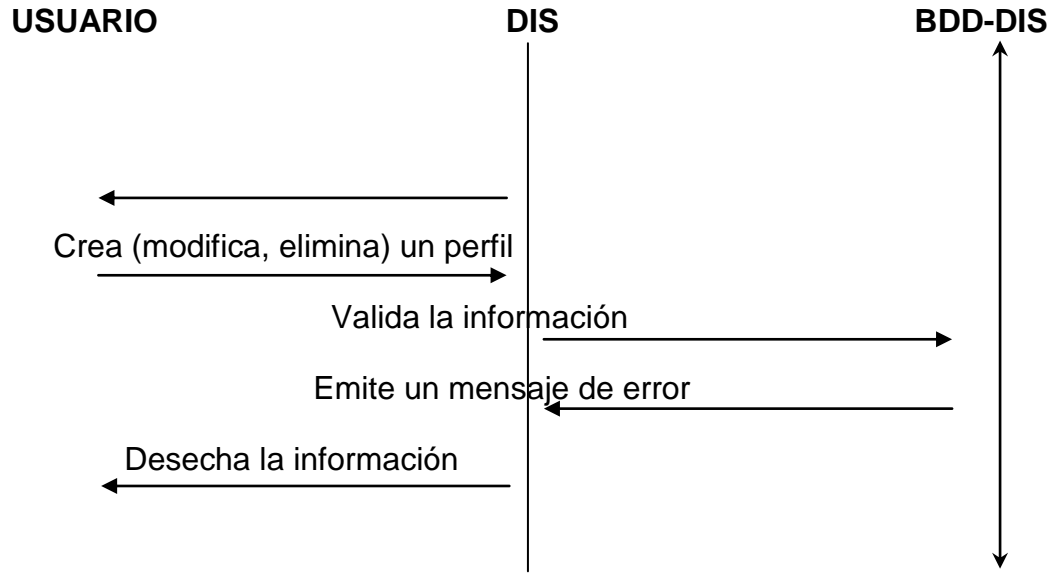 USUARIO DIS BDD-DIS
Crea (modifica, elimina) un perfil
Valida la información
Emite un mensaje de error
Desecha la información